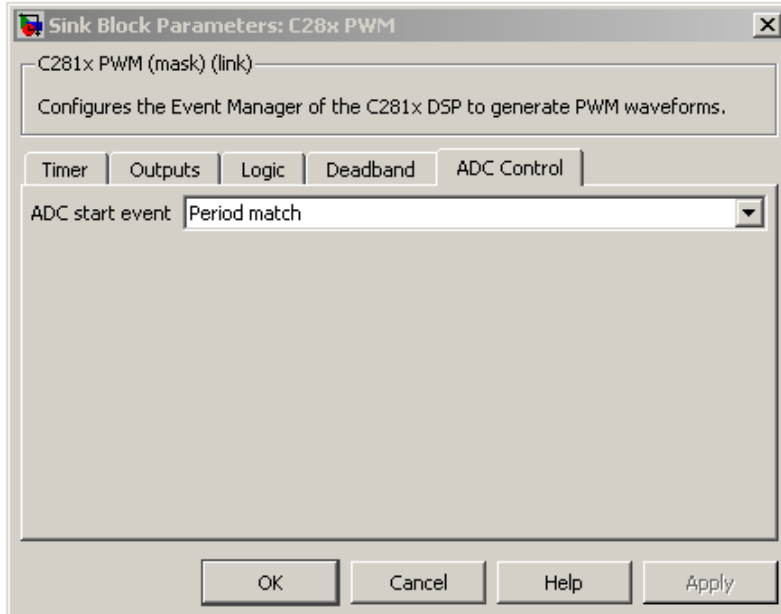 Sink Block Parameters: C28x PWM
C281x PWM (mask) (link)
Configures the Event Manager of the C281x DSP to generate PWM waveforms.
Timer Outputs Logic Deadband ADC Control
ADC start event Period match
OK Cancel Help Apply